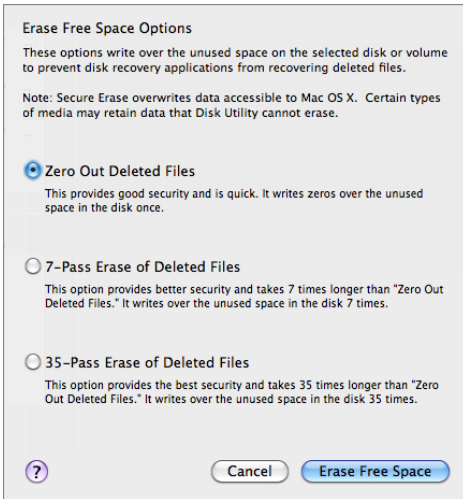 Erase Free Space Options
These options write over the unused space on the selected disk or volume
to prevent disk recovery applications from recovering deleted files.
Note: Secure Erase overwrites data accessible to Mac OS X. Certain types
of media may retain data that Disk Utility cannot erase.
Zero Out Deleted Files
This provides good security and is quick. It writes zeros over the unused
space in the disk once.
7-Pass Erase of Deleted Files
This option provides better security and takes 7 times longer than "Zero Out
Deleted Files." It writes over the unused space in the disk 7 times.
35-Pass Erase of Deleted Files
This option provides the best security and takes 35 times longer than "Zero
Out Deleted Files." It writes over the unused space in the disk 35 times.
?
Cancel
Erase Free Space